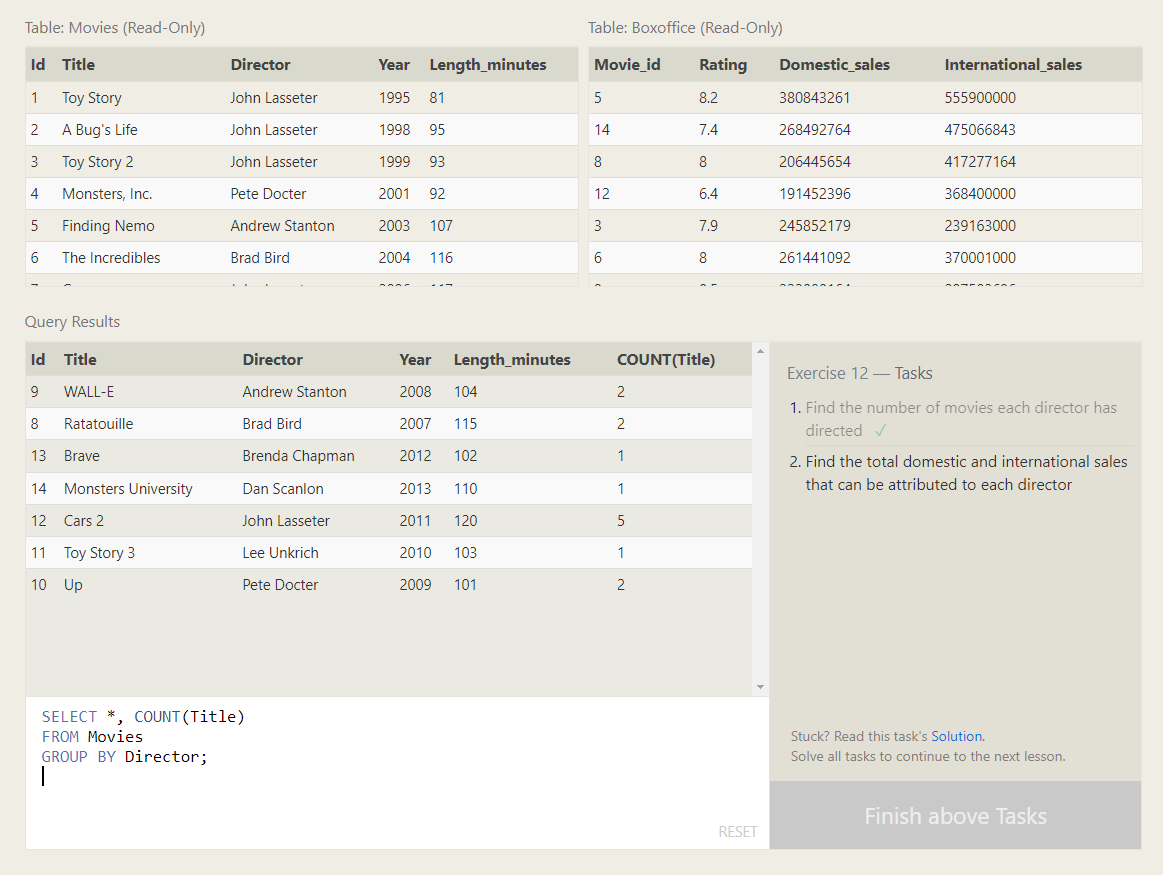 Table: Movies (Read-Only)
Id Title Director Year Length_minutes
1 Toy Story John Lasseter 1995 81
2 A Bug's Life John Lasseter 1998 95
3 Toy Story 2 John Lasseter 1999 93
4 Monsters, Inc. Pete Docter 2001 92
5 Finding Nemo Andrew Stanton 2003 107
6 The Incredibles Brad Bird 2004 116
Table: Boxoffice (Read-Only)
Movie_id Rating Domestic_sales International_sales
5 8.2 380843261 555900000
14 7.4 268492764 475066843
8 8 206445654 417277164
12 6.4 191452396 368400000
3 7.9 245852179 239163000
6 8 261441092 370001000
Query Results
Id Title Director Year Length_minutes COUNT(Title)
9 WALL-E Andrew Stanton 2008 104 2
8 Ratatouille Brad Bird 2007 115 2
13 Brave Brenda Chapman 2012 102 1
14 Monsters University Dan Scanlon 2013 110 1
12 Cars 2 John Lasseter 2011 120 5
11 Toy Story 3 Lee Unkrich 2010 103 1
10 Up Pete Docter 2009 101 2
SELECT *, COUNT(Title)
FROM Movies
GROUP BY Director;
RESET
Exercise 12 — Tasks
1. Find the number of movies each director has
directed ✓
2. Find the total domestic and international sales
that can be attributed to each director
Stuck? Read this task's Solution.
Solve all tasks to continue to the next lesson.
Finish above Tasks